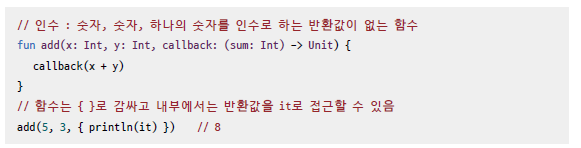 // 인수 : 숫자, 숫자, 하나의 숫자를 인수로 하는 반환값이 없는 함수
fun add(x: Int, y: Int, callback: (sum: Int) -> Unit) {
    callback(x + y)
}
// 함수는 { }로 감싸고 내부에서는 반환값을 it로 접근할 수 있음
add(5, 3, { println(it) })    // 8